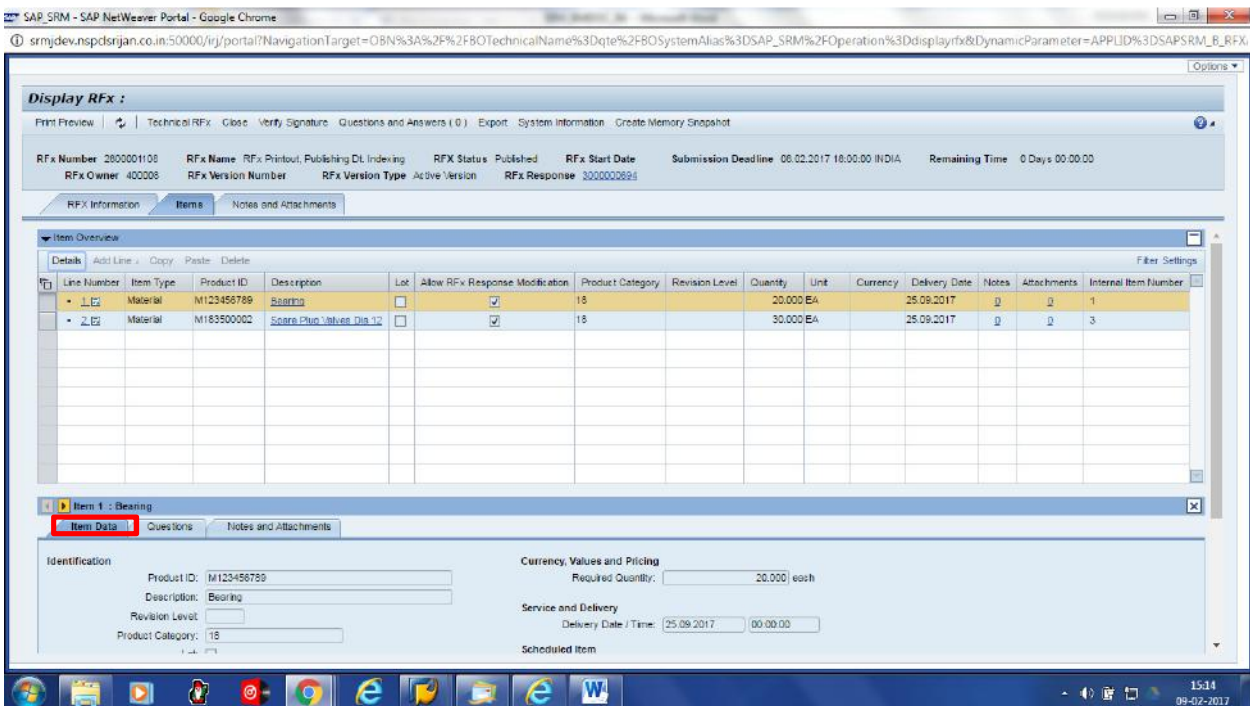 SAP_SRM - SAP NetWeaver Portal - Google Chrome
srmjdev.nspclsrijan.co.in:50000/irj/portal?NavigationTarget=OBN%3A%2F%2FBOTechnicalName%3Dqte%2FBOSystemAlias%3DSAP_SRM%2FOperation%3Ddisplayrfx&DynamicParameter=APPLID%3DSAPSRM_B_RFX
Options
Display RFx :
Print Preview Technical RFx Close Verify Signature Questions and Answers ( 0 ) Export System Information Create Memory Snapshot
RFx Number 2800001108 RFx Name RFx Printout, Publishing Dt. Indexing RFX Status Published RFx Start Date Submission Deadline 08.02.2017 18:00:00 INDIA Remaining Time 0 Days 00:00:00
RFx Owner 400008 RFx Version Number RFx Version Type Active Version RFx Response 3000000694
RFX Information Items Notes and Attachments
Item Overview
Details Add Line Copy Paste Delete Filter Settings
Line Number Item Type Product ID Description Lot Allow RFx Response Modification Product Category Revision Level Quantity Unit Currency Delivery Date Notes Attachments Internal Item Number
• 1 Material M123456789 Bearing 18 20.000 EA 25.09.2017 0 0 1
• 2 Material M183500002 Spare Plug Valves Dia 12 18 30.000 EA 25.09.2017 0 0 3
Item 1 : Bearing
Item Data Questions Notes and Attachments
Identification Currency, Values and Pricing
Product ID: M123456789 Required Quantity: 20.000 each
Description: Bearing
Revision Level: Service and Delivery
Delivery Date / Time: 25.09.2017 00:00:00
Product Category: 18
Scheduled Item
15:14
09-02-2017